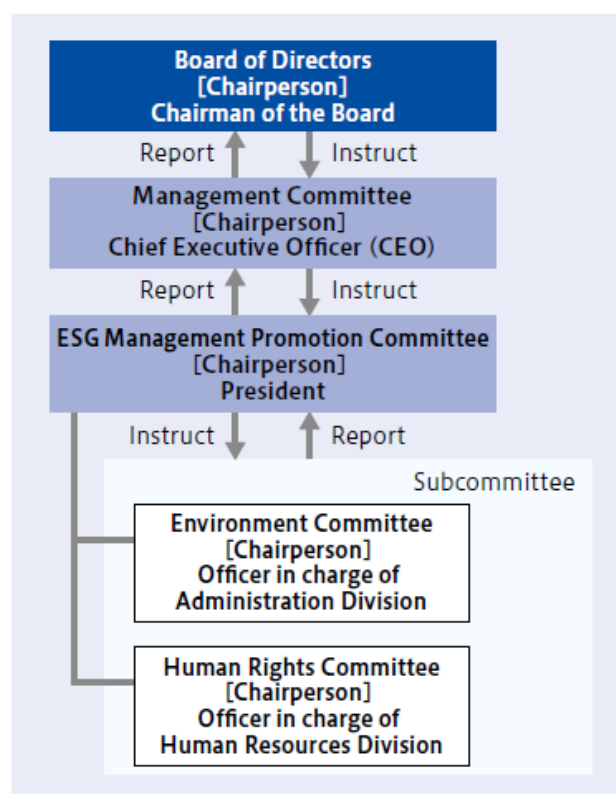 Board of Directors
[Chairperson]
Chairman of the Board
Report
Instruct
Management Committee
[Chairperson]
Chief Executive Officer (CEO)
Report
Instruct
ESG Management Promotion Committee
[Chairperson]
President
Instruct
Report
Subcommittee
Environment Committee
[Chairperson]
Officer in charge of
Administration Division
Human Rights Committee
[Chairperson]
Officer in charge of
Human Resources Division